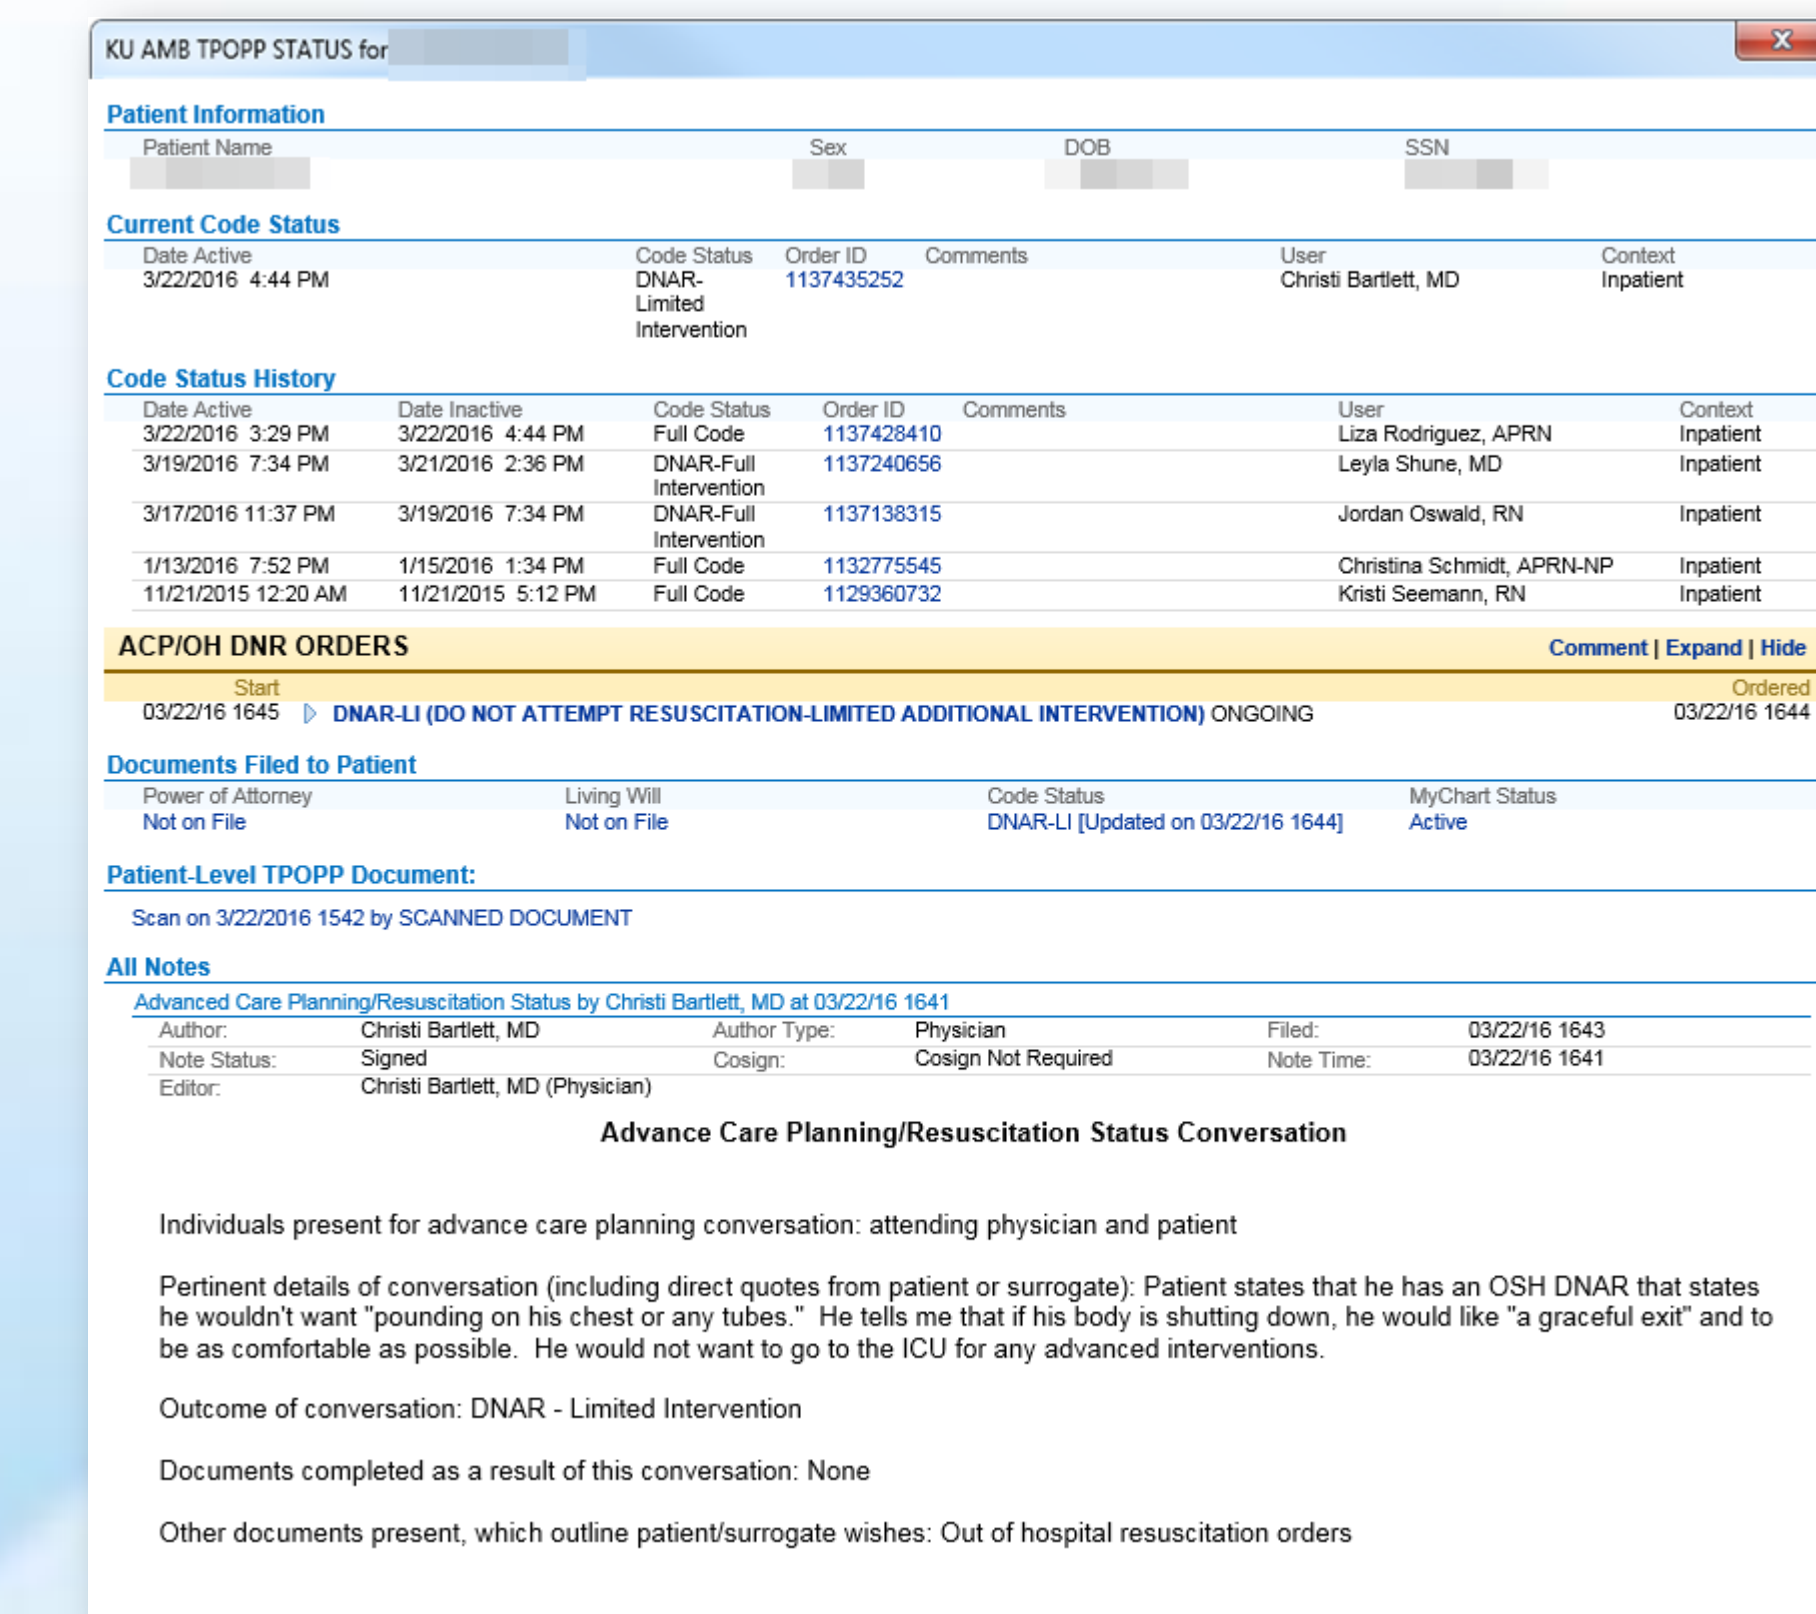 KU AMB TPOPP STATUS for
X
Patient Information
Patient Name Sex DOB SSN
Current Code Status
Date Active Code Status Order ID Comments User Context
3/22/2016 4:44 PM DNAR- 1137435252 Christi Bartlett, MD Inpatient
Limited
Intervention
Code Status History
Date Active Date Inactive Code Status Order ID Comments User Context
3/22/2016 3:29 PM 3/22/2016 4:44 PM Full Code 1137428410 Liza Rodriguez, APRN Inpatient
3/19/2016 7:34 PM 3/21/2016 2:36 PM DNAR-Full 1137240656 Leyla Shune, MD Inpatient
Intervention
3/17/2016 11:37 PM 3/19/2016 7:34 PM DNAR-Full 1137138315 Jordan Oswald, RN Inpatient
Intervention
1/13/2016 7:52 PM 1/15/2016 1:34 PM Full Code 1132775545 Christina Schmidt, APRN-NP Inpatient
11/21/2015 12:20 AM 11/21/2015 5:12 PM Full Code 1129360732 Kristi Seemann, RN Inpatient
ACP/OH DNR ORDERS Comment | Expand | Hide
Start Ordered
03/22/16 1645 DNAR-LI (DO NOT ATTEMPT RESUSCITATION-LIMITED ADDITIONAL INTERVENTION) ONGOING 03/22/16 1644
Documents Filed to Patient
Power of Attorney Living Will Code Status MyChart Status
Not on File Not on File DNAR-LI [Updated on 03/22/16 1644] Active
Patient-Level TPOPP Document:
Scan on 3/22/2016 1542 by SCANNED DOCUMENT
All Notes
Advanced Care Planning/Resuscitation Status by Christi Bartlett, MD at 03/22/16 1641
Author: Christi Bartlett, MD Author Type: Physician Filed: 03/22/16 1643
Note Status: Signed Cosign: Cosign Not Required Note Time: 03/22/16 1641
Editor: Christi Bartlett, MD (Physician)
Advance Care Planning/Resuscitation Status Conversation
Individuals present for advance care planning conversation: attending physician and patient
Pertinent details of conversation (including direct quotes from patient or surrogate): Patient states that he has an OSH DNAR that states
he wouldn't want "pounding on his chest or any tubes." He tells me that if his body is shutting down, he would like "a graceful exit" and to
be as comfortable as possible. He would not want to go to the ICU for any advanced interventions.
Outcome of conversation: DNAR - Limited Intervention
Documents completed as a result of this conversation: None
Other documents present, which outline patient/surrogate wishes: Out of hospital resuscitation orders